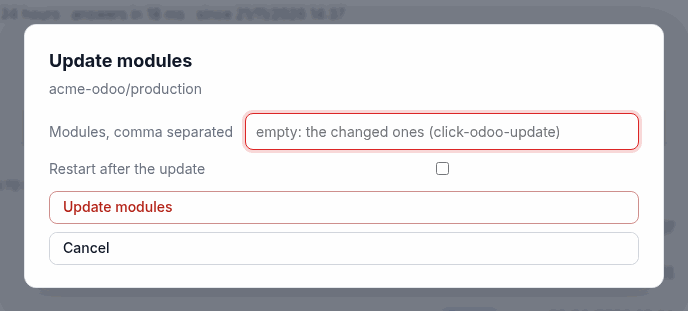 Update modules
acme-odoo/production
Modules, comma separated
empty: the changed ones (click-odoo-update)
Restart after the update
Update modules
Cancel